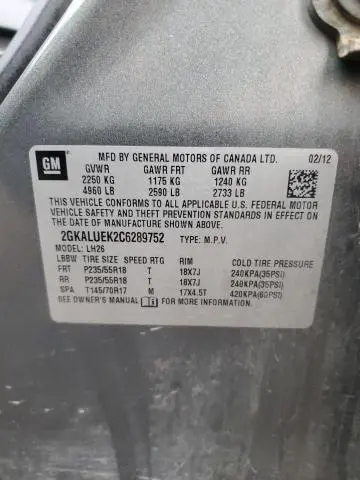 GM
MFD BY GENERAL MOTORS OF CANADA LTD. 02/12
GVWR GAWR FRT GAWR RR
2250 KG 1175 KG 1240 KG
4960 LB 2590 LB 2733 LB
THIS VEHICLE CONFORMS TO ALL APPLICABLE U.S. FEDERAL MOTOR
VEHICLE SAFETY, BUMPER, AND THEFT PREVENTION STANDARDS
IN EFFECT ON THE DATE OF MANUFACTURE SHOWN ABOVE.
2GKALUEK2C6289752 TYPE: M.P.V.
MODEL: LH26
LBBW TIRE SIZE SPEED RTG RIM COLD TIRE PRESSURE
FRT P235/55R18 T 18X7J 240KPA(35PSI)
RR P235/55R18 T 18X7J 240KPA(35PSI)
SPA T145/70R17 M 17X4.5T 420KPA(60PSI)
SEE OWNER'S MANUAL FOR MORE INFORMATION.